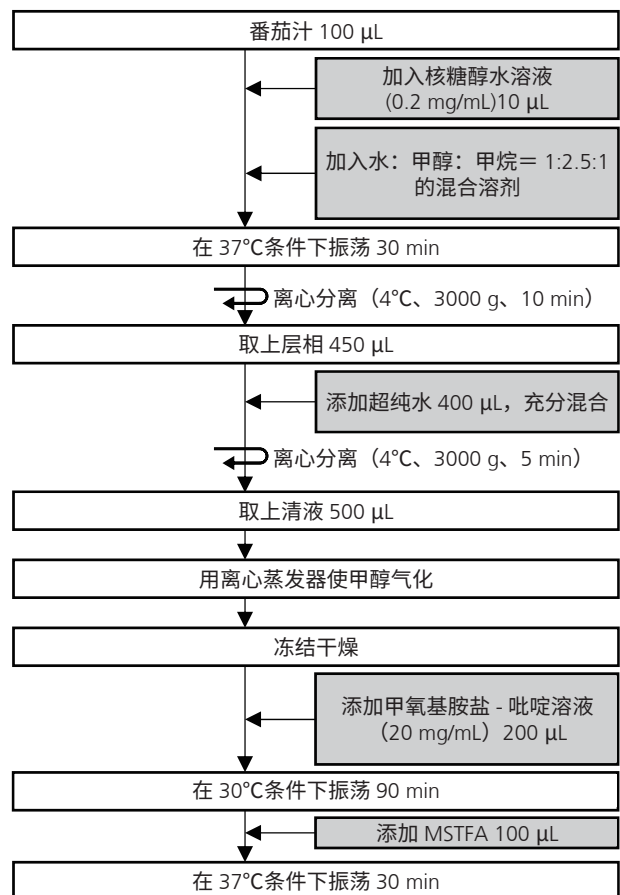 番茄汁 100 µL
加入核糖醇水溶液
(0.2 mg/mL)10 µL
加入水：甲醇：甲烷＝ 1:2.5:1
的混合溶剂
在 37℃条件下振荡 30 min
离心分离（4℃、3000 g、10 min）
取上层相 450 µL
添加超纯水 400 µL，充分混合
离心分离（4℃、3000 g、5 min）
取上清液 500 µL
用离心蒸发器使甲醇气化
冻结干燥
添加甲氧基胺盐 - 吡啶溶液
（20 mg/mL）200 µL
在 30℃条件下振荡 90 min
添加 MSTFA 100 µL
在 37℃条件下振荡 30 min